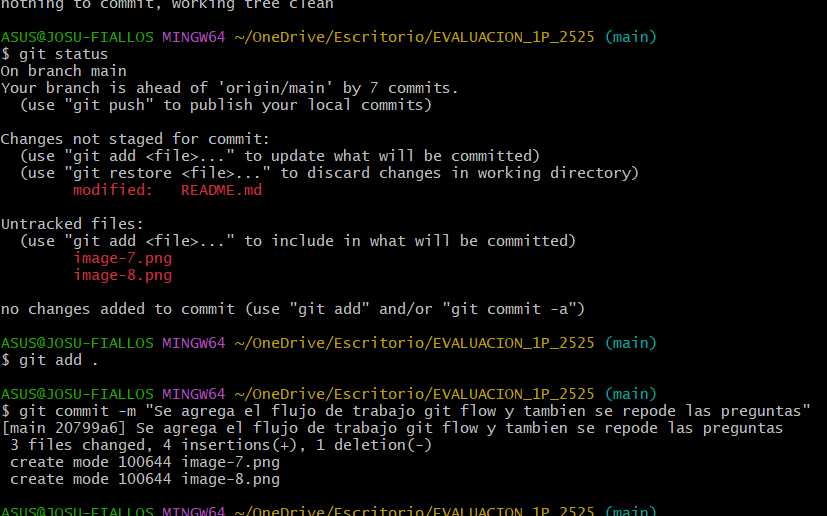 nothing to commit, working tree clean
ASUS@JOSU-FIALLOS MINGW64 ~/OneDrive/Escritorio/EVALUACION_1P_2525 (main)
$ git status
On branch main
Your branch is ahead of 'origin/main' by 7 commits.
  (use "git push" to publish your local commits)
Changes not staged for commit:
  (use "git add <file>..." to update what will be committed)
  (use "git restore <file>..." to discard changes in working directory)
        modified:   README.md
Untracked files:
  (use "git add <file>..." to include in what will be committed)
        image-7.png
        image-8.png
no changes added to commit (use "git add" and/or "git commit -a")
ASUS@JOSU-FIALLOS MINGW64 ~/OneDrive/Escritorio/EVALUACION_1P_2525 (main)
$ git add .
ASUS@JOSU-FIALLOS MINGW64 ~/OneDrive/Escritorio/EVALUACION_1P_2525 (main)
$ git commit -m "Se agrega el flujo de trabajo git flow y tambien se repode las preguntas"
[main 20799a6] Se agrega el flujo de trabajo git flow y tambien se repode las preguntas
 3 files changed, 4 insertions(+), 1 deletion(-)
 create mode 100644 image-7.png
 create mode 100644 image-8.png
ASUS@JOSU-FIALLOS MINGW64 ~/OneDrive/Escritorio/EVALUACION_1P_2525 (main)